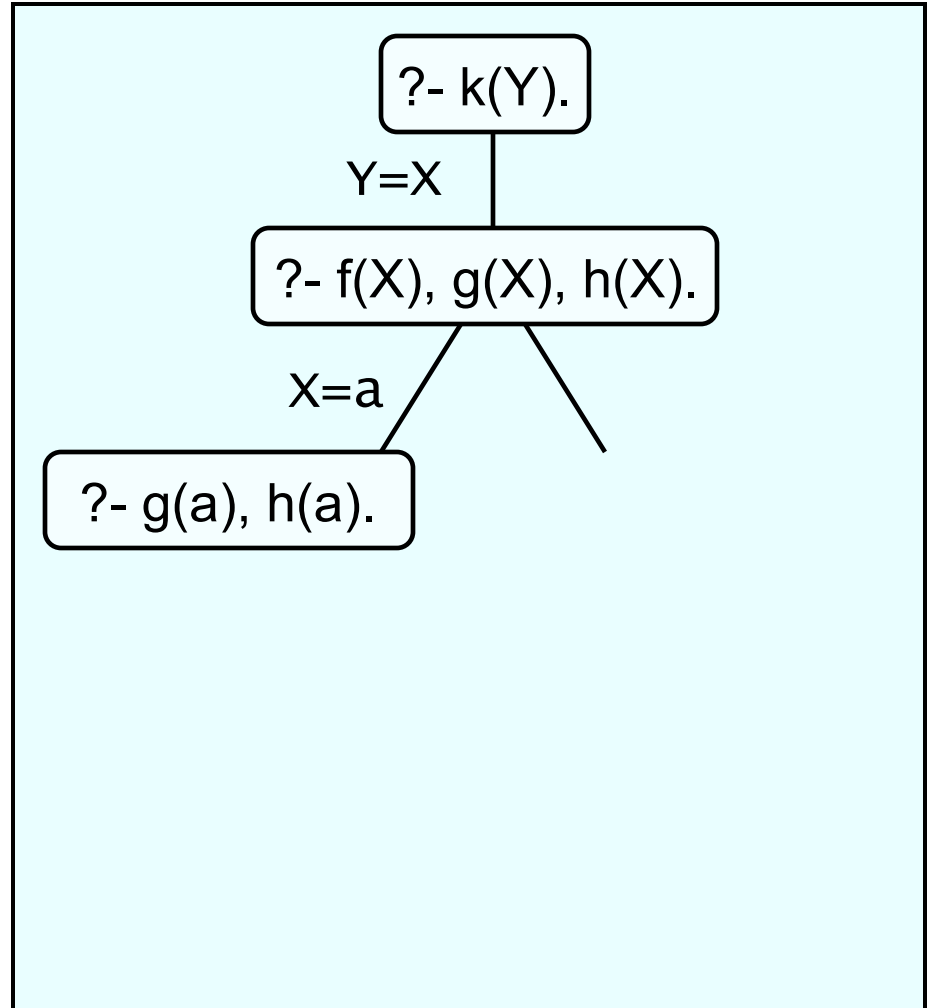 ?- k(Y).
Y=X
?- f(X), g(X), h(X).
X=a
?- g(a), h(a).